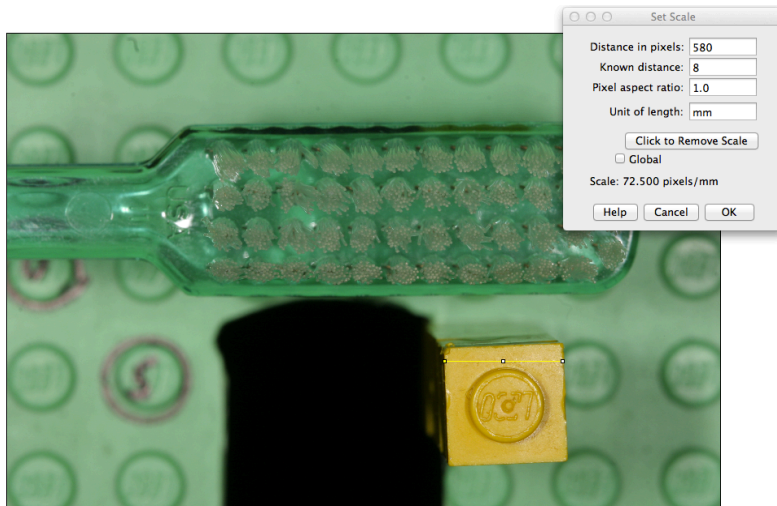 Set Scale
Distance in pixels: 580
Known distance: 8
Pixel aspect ratio: 1.0
Unit of length: mm
Click to Remove Scale
Global
Scale: 72.500 pixels/mm
Help Cancel OK
LEGO